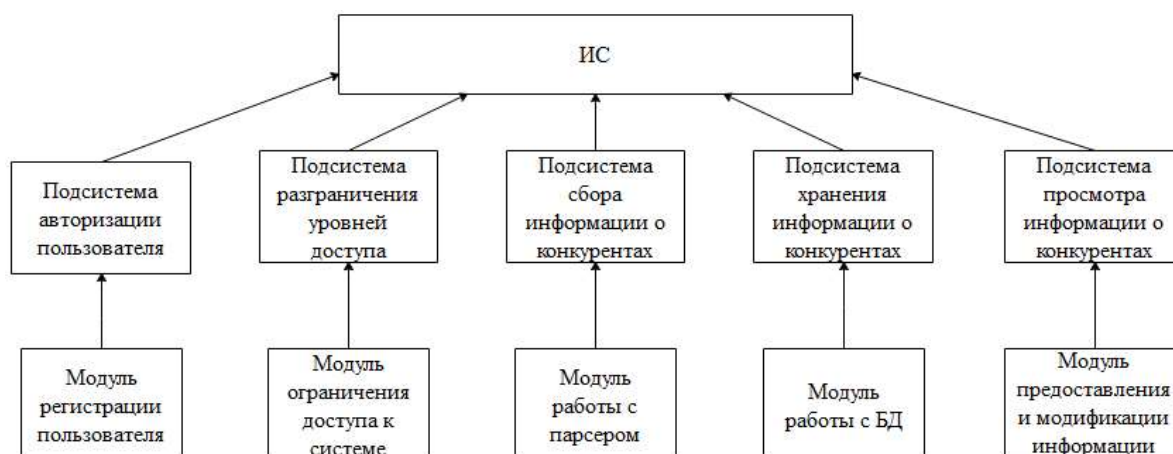 ИС
Подсистема
авторизации
пользователя
Подсистема
разграничения
уровней
доступа
Подсистема
сбора
информации о
конкурентах
Подсистема
хранения
информации о
конкурентах
Подсистема
просмотра
информации о
конкурентах
Модуль
регистрации
пользователя
Модуль
ограничения
доступа к
системе
Модуль
работы с
парсером
Модуль
работы с БД
Модуль
предоставления
и модификации
информации